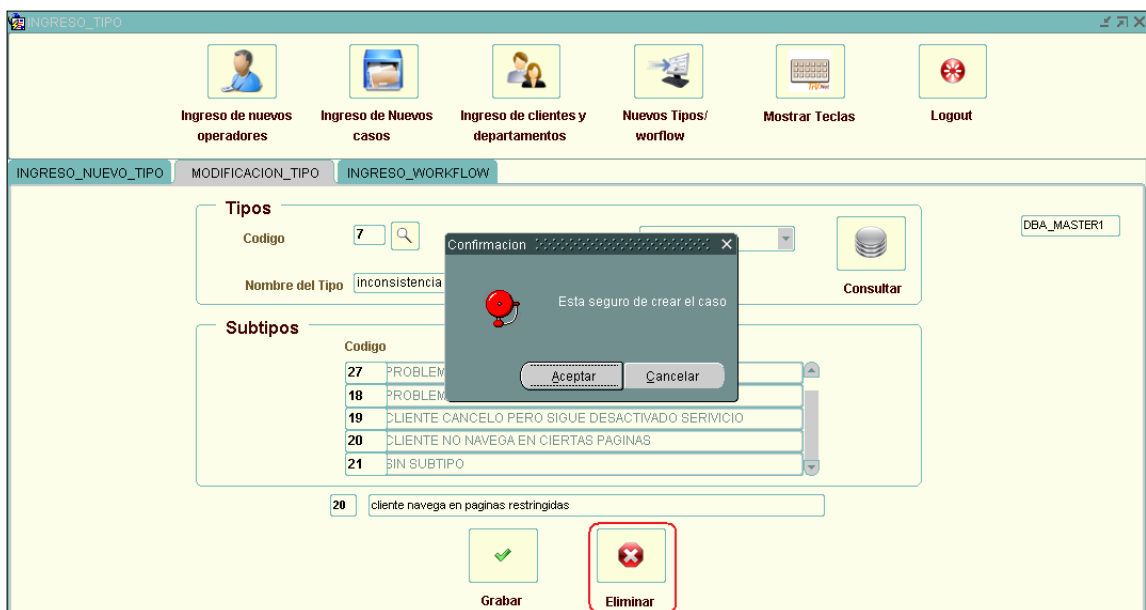 INGRESO_TIPO
Ingreso de nuevos operadores
Ingreso de Nuevos casos
Ingreso de clientes y departamentos
Nuevos Tipos/ worflow
Mostrar Teclas
Logout
INGRESO_NUEVO_TIPO
MODIFICACION_TIPO
INGRESO_WORKFLOW
Tipos
DBA_MASTER1
Codigo
7
Confirmacion
Esta seguro de crear el caso
Aceptar
Cancelar
Consultar
Nombre del Tipo
inconsistencia
Subtipos
Codigo
27 PROBLEM
18 PROBLEM
19 CLIENTE CANCELO PERO SIGUE DESACTIVADO SERIVICIO
20 CLIENTE NO NAVEGA EN CIERTAS PAGINAS
21 SIN SUBTIPO
20 cliente navega en paginas restringidas
Grabar
Eliminar